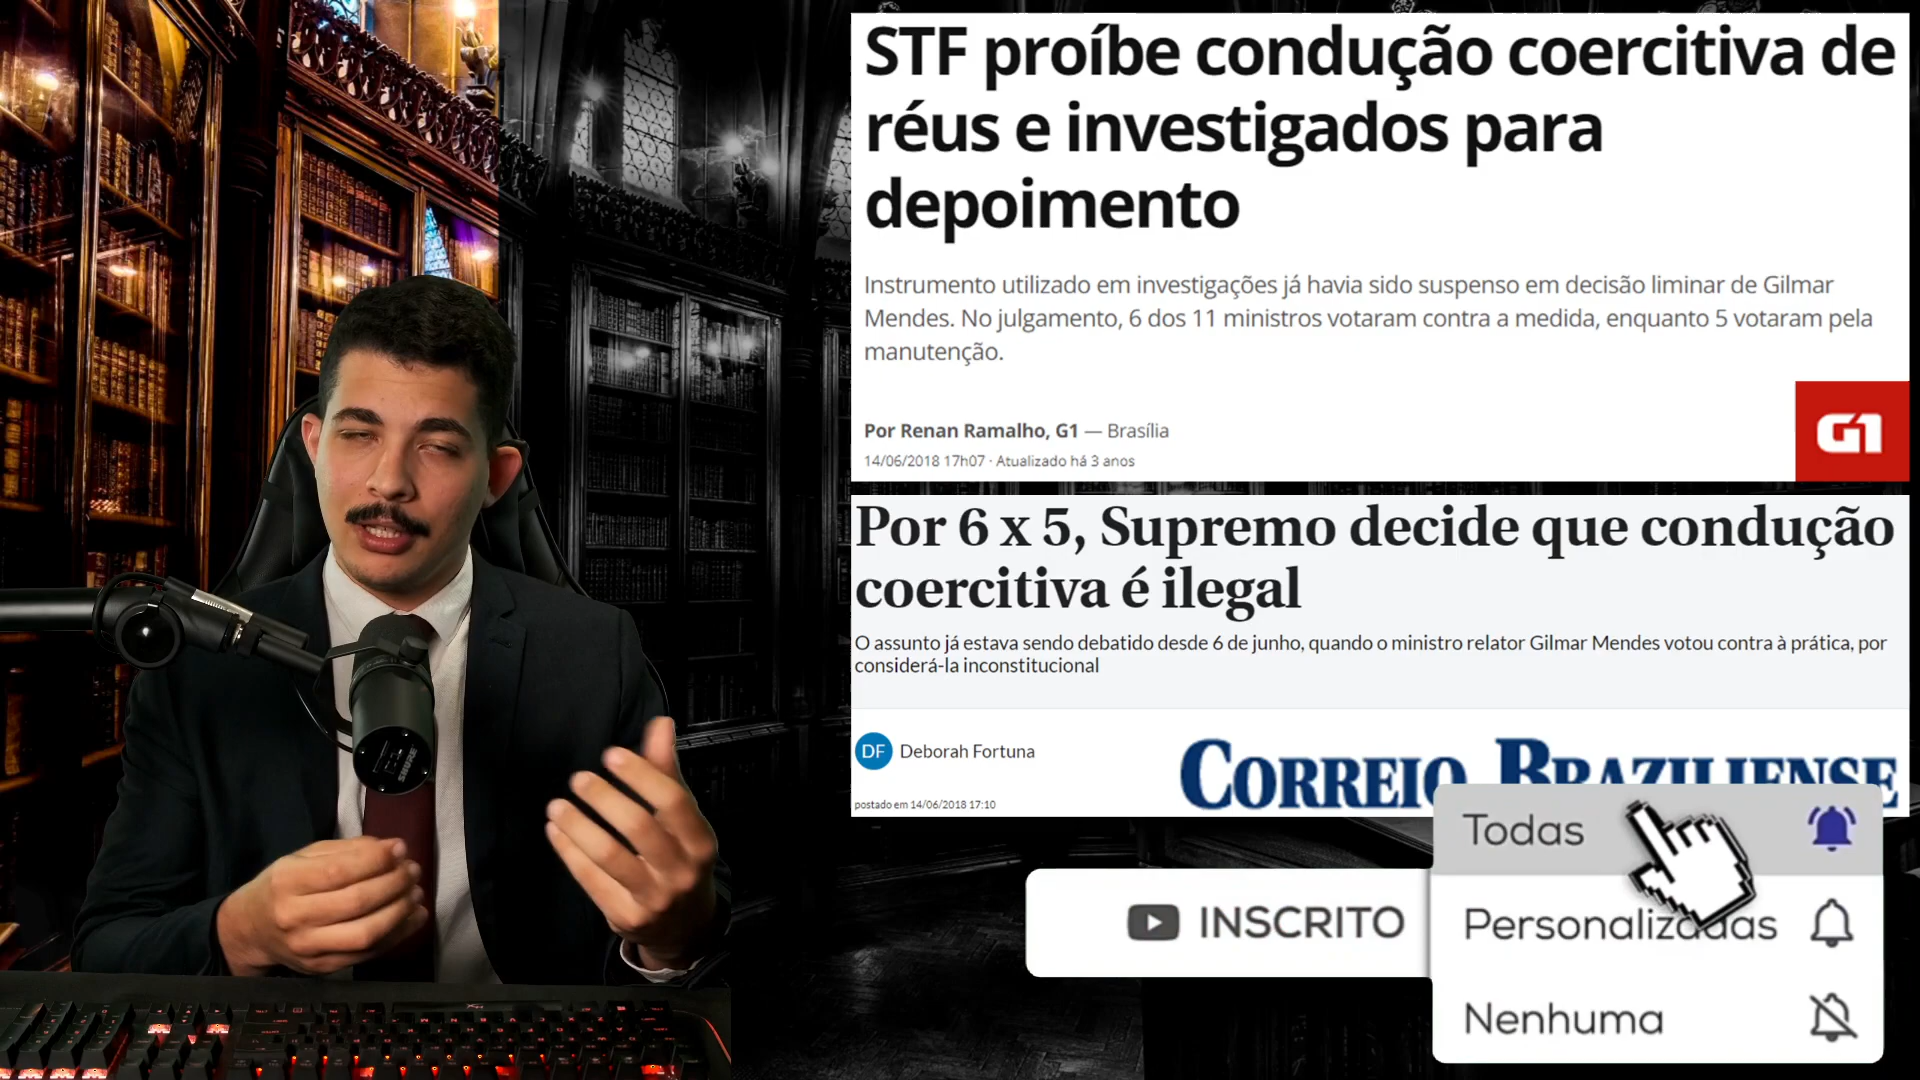 STF proíbe condução coercitiva de
réus e investigados para
depoimento
Instrumento utilizado em investigações já havia sido suspenso em decisão liminar de Gilmar
Mendes. No julgamento, 6 dos 11 ministros votaram contra a medida, enquanto 5 votaram pela
manutenção.
Por Renan Ramalho, G1 — Brasília
14/06/2018 17h07 · Atualizado há 3 anos
G1
Por 6 x 5, Supremo decide que condução
coercitiva é ilegal
O assunto já estava sendo debatido desde 6 de junho, quando o ministro relator Gilmar Mendes votou contra à prática, por
considerá-la inconstitucional
DF Deborah Fortuna
CORREIO BRAZILIENSE
postado em 14/06/2018 17:10
Todas
INSCRITO
Personalizadas
Nenhuma
SHURE